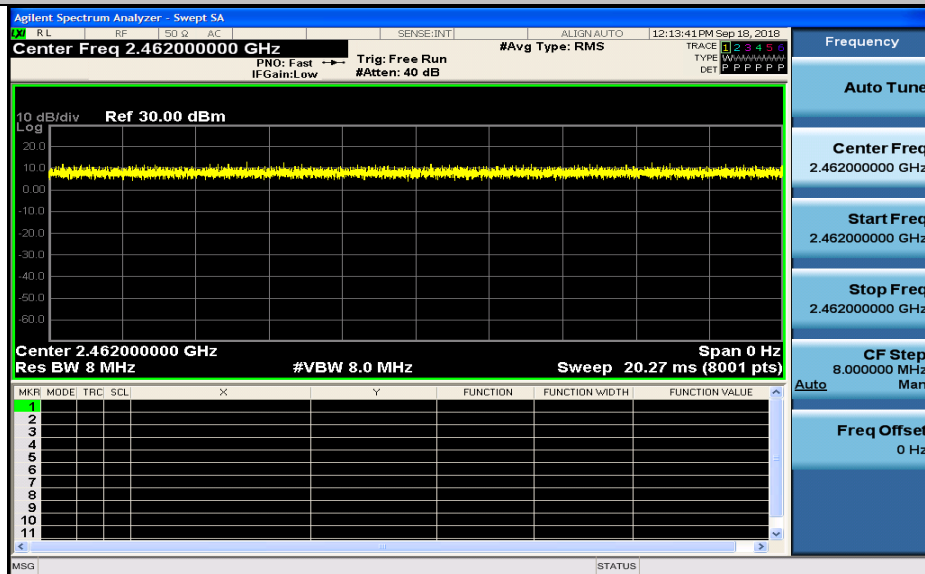 Agilent Spectrum Analyzer - Swept SA
LXI RL RF 50 Ω AC SENSE:INT ALIGN AUTO 12:13:41 PM Sep 18, 2018
Center Freq 2.462000000 GHz
PNO: Fast
IFGain:Low
Trig: Free Run
#Atten: 40 dB
#Avg Type: RMS
TRACE 1 2 3 4 5 6
TYPE W
DET P P P P P P
10 dB/div Ref 30.00 dBm
Log
20.0
10.0
0.00
-10.0
-20.0
-30.0
-40.0
-50.0
-60.0
Center 2.462000000 GHz Span 0 Hz
Res BW 8 MHz #VBW 8.0 MHz Sweep 20.27 ms (8001 pts)
MKR MODE TRC SCL X Y FUNCTION FUNCTION WIDTH FUNCTION VALUE
1
2
3
4
5
6
7
8
9
10
11
MSG STATUS
Frequency
Auto Tune
Center Freq
2.462000000 GHz
Start Freq
2.462000000 GHz
Stop Freq
2.462000000 GHz
CF Step
8.000000 MHz
Auto Man
Freq Offset
0 Hz